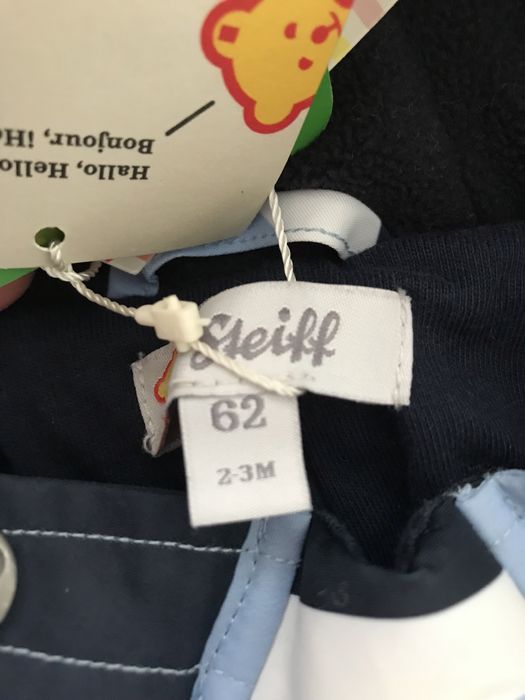 Hallo, Hello
Bonjour, ¡H
Steiff
62
2-3M